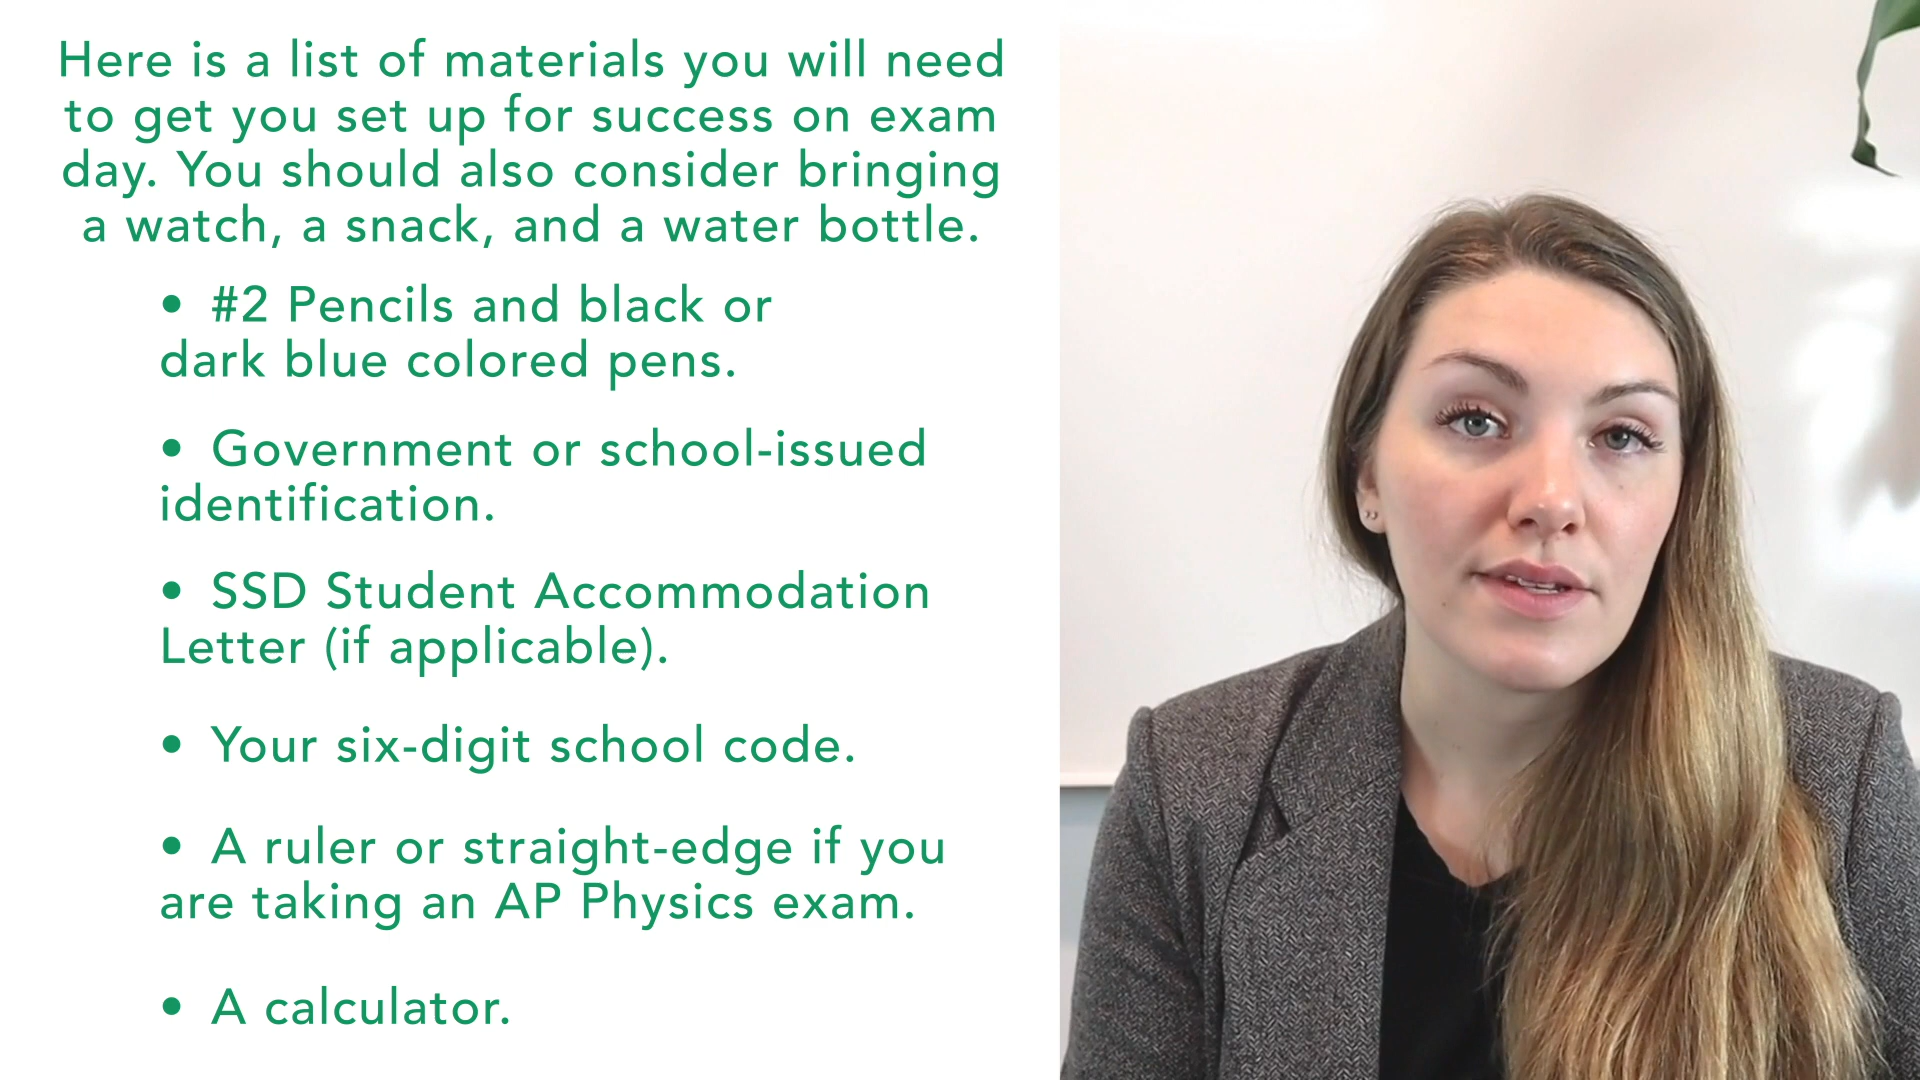 Here is a list of materials you will need
to get you set up for success on exam
day. You should also consider bringing
a watch, a snack, and a water bottle.
• #2 Pencils and black or
dark blue colored pens.
• Government or school-issued
identification.
• SSD Student Accommodation
Letter (if applicable).
• Your six-digit school code.
• A ruler or straight-edge if you
are taking an AP Physics exam.
• A calculator.